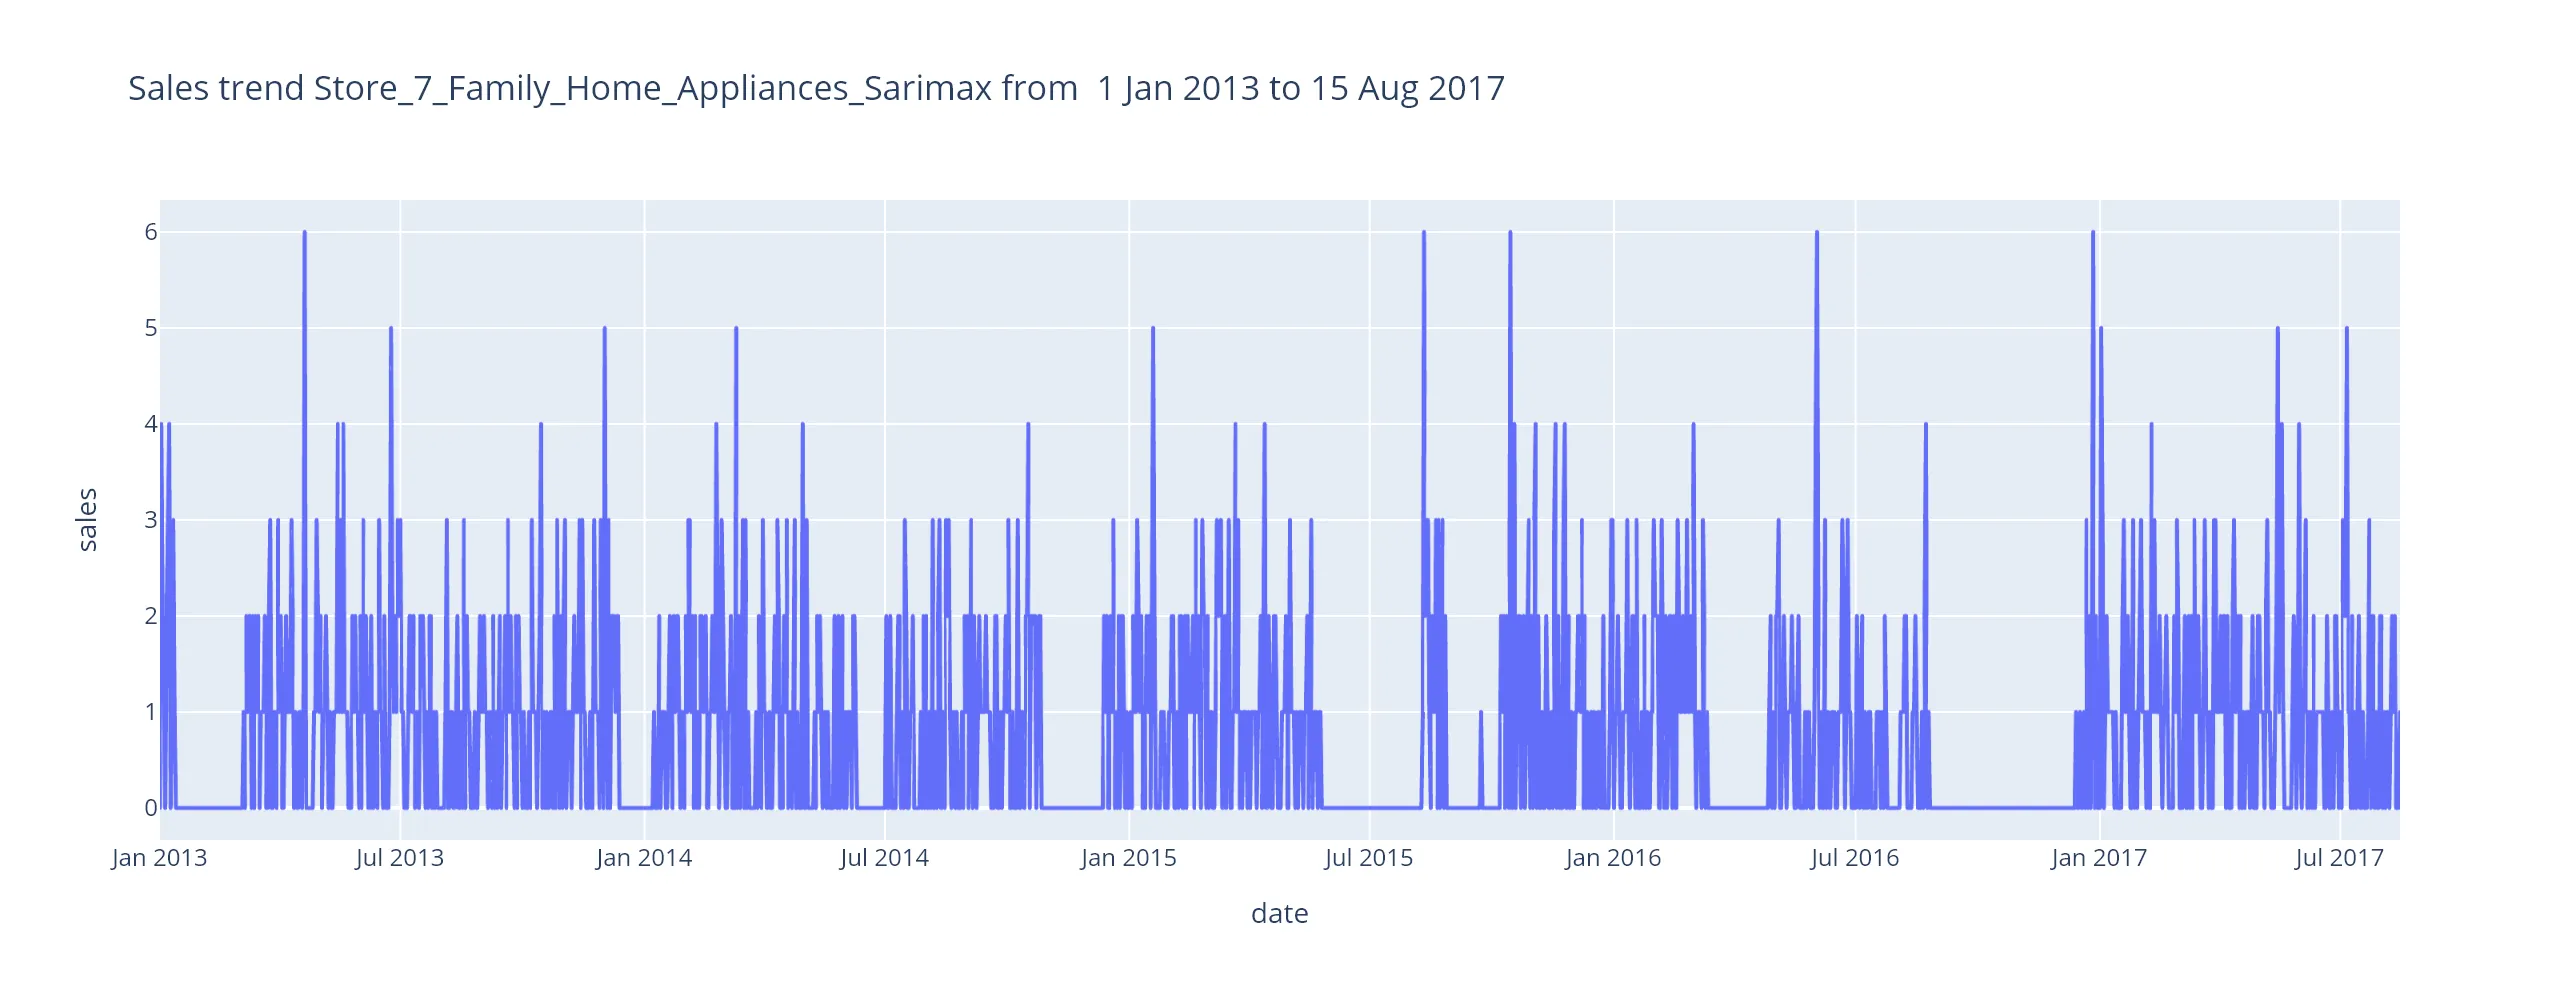 Sales trend Store_7_Family_Home_Appliances_Sarimax from  1 Jan 2013 to 15 Aug 2017
6
5
4
3
2
1
0
sales
Jan 2013 Jul 2013 Jan 2014 Jul 2014 Jan 2015 Jul 2015 Jan 2016 Jul 2016 Jan 2017 Jul 2017
date